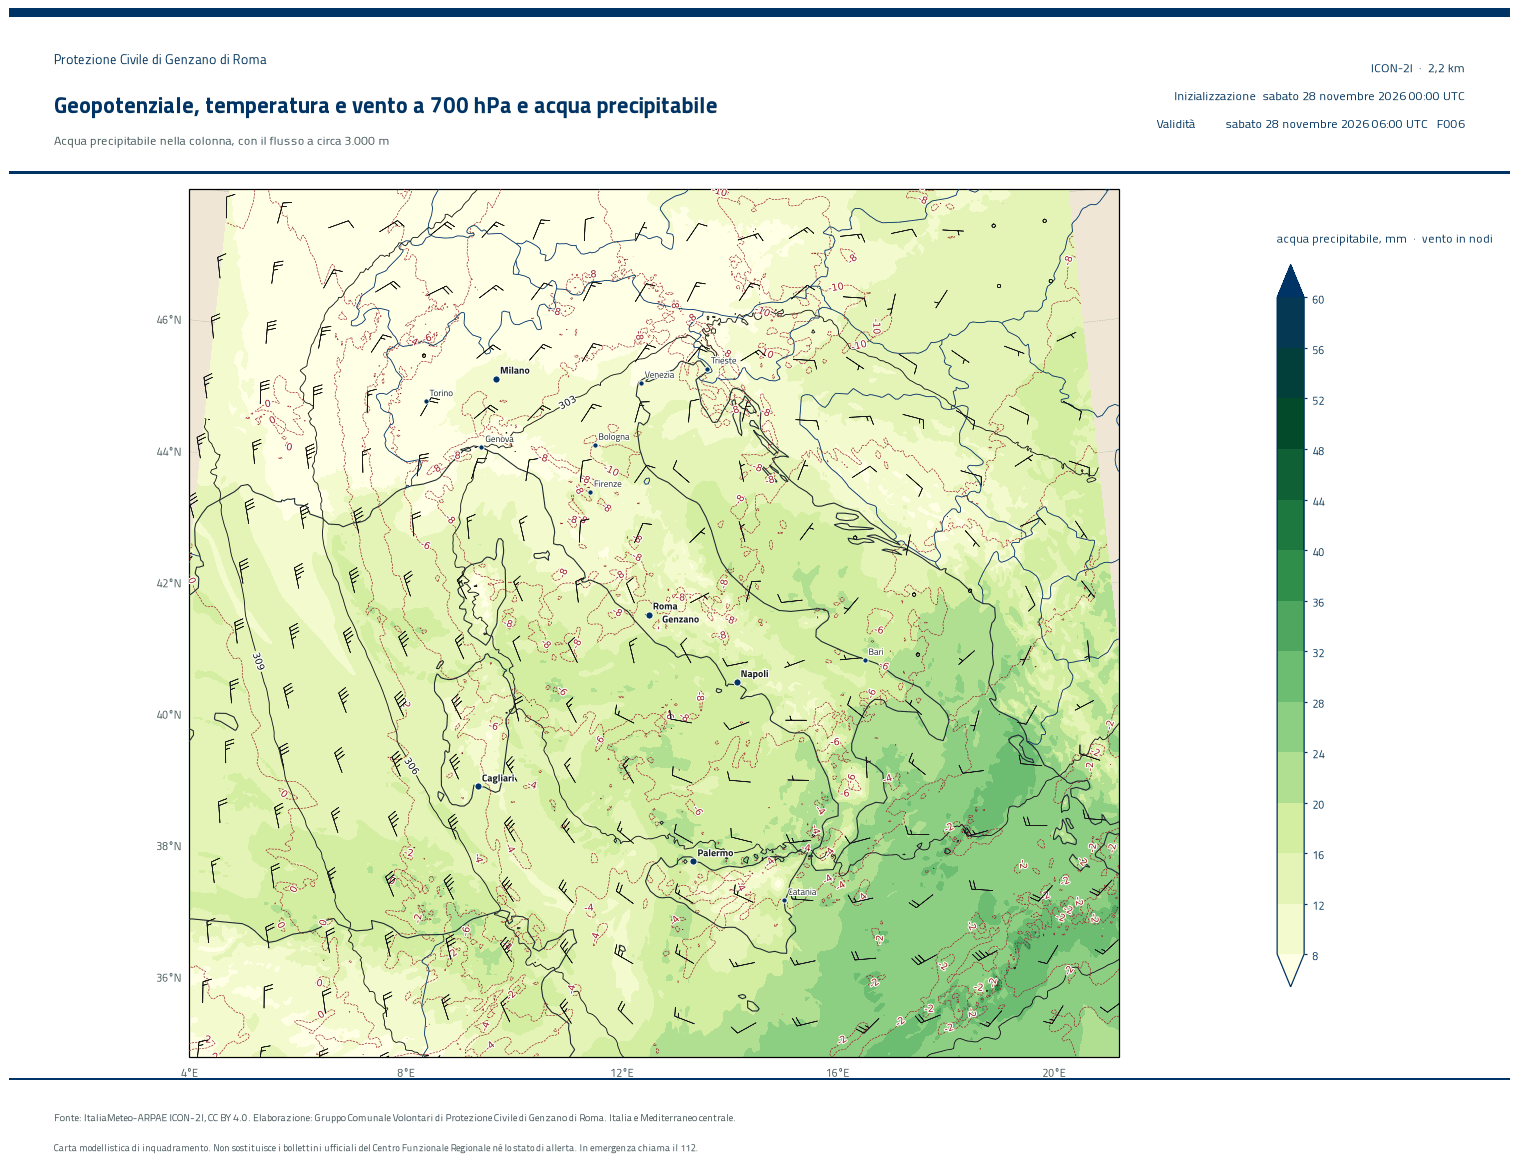 Protezione Civile di Genzano di Roma
Geopotenziale, temperatura e vento a 700 hPa e acqua precipitabile
Acqua precipitabile nella colonna, con il flusso a circa 3.000 m
ICON-2I · 2,2 km
Inizializzazione sabato 28 novembre 2026 00:00 UTC
Validità sabato 28 novembre 2026 06:00 UTC F006
acqua precipitabile, mm · vento in nodi
60
56
52
48
44
40
36
32
28
24
20
16
12
8
46°N
44°N
42°N
40°N
38°N
36°N
4°E
8°E
12°E
16°E
20°E
Trieste
Milano
Venezia
Torino
303
Genova
Bologna
Firenze
Roma
Genzano
Bari
309
Napoli
306
Cagliari
Palermo
Catania
Fonte: ItaliaMeteo-ARPAE ICON-2I, CC BY 4.0. Elaborazione: Gruppo Comunale Volontari di Protezione Civile di Genzano di Roma. Italia e Mediterraneo centrale.
Carta modellistica di inquadramento. Non sostituisce i bollettini ufficiali del Centro Funzionale Regionale né lo stato di allerta. In emergenza chiama il 112.